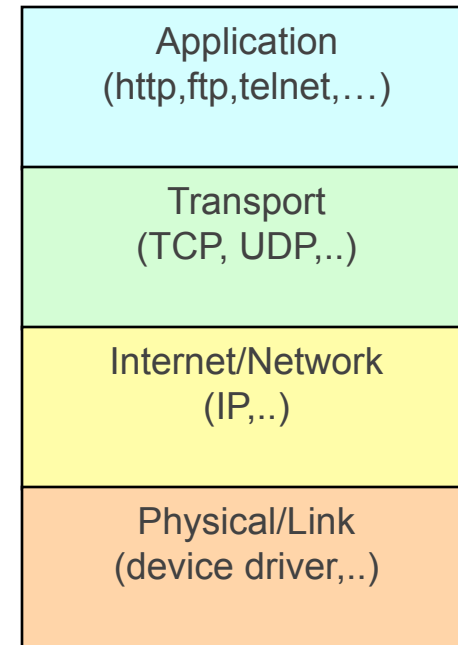 Application
(http,ftp,telnet,…)
Transport
(TCP, UDP,..)
Internet/Network
(IP,..)
Physical/Link
(device driver,..)